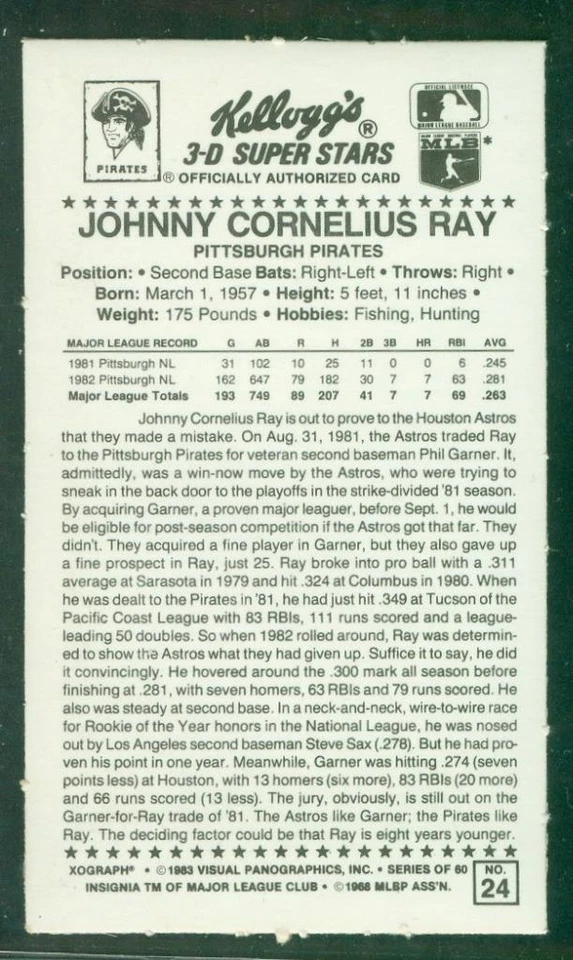 PIRATES
Kellogg's®
3-D SUPER STARS
® OFFICIALLY AUTHORIZED CARD
OFFICIAL LICENSEE
MAJOR LEAGUE BASEBALL
MAJOR LEAGUE BASEBALL PLAYERS
MLB*
JOHNNY CORNELIUS RAY
PITTSBURGH PIRATES
Position: • Second Base Bats: Right-Left • Throws: Right •
Born: March 1, 1957 • Height: 5 feet, 11 inches •
Weight: 175 Pounds • Hobbies: Fishing, Hunting
MAJOR LEAGUE RECORD G AB R H 2B 3B HR RBI AVG
1981 Pittsburgh NL 31 102 10 25 11 0 0 6 .245
1982 Pittsburgh NL 162 647 79 182 30 7 7 63 .281
Major League Totals 193 749 89 207 41 7 7 69 .263
Johnny Cornelius Ray is out to prove to the Houston Astros
that they made a mistake. On Aug. 31, 1981, the Astros traded Ray
to the Pittsburgh Pirates for veteran second baseman Phil Garner. It,
admittedly, was a win-now move by the Astros, who were trying to
sneak in the back door to the playoffs in the strike-divided '81 season.
By acquiring Garner, a proven major leaguer, before Sept. 1, he would
be eligible for post-season competition if the Astros got that far. They
didn't. They acquired a fine player in Garner, but they also gave up
a fine prospect in Ray, just 25. Ray broke into pro ball with a .311
average at Sarasota in 1979 and hit .324 at Columbus in 1980. When
he was dealt to the Pirates in '81, he had just hit .349 at Tucson of the
Pacific Coast League with 83 RBIs, 111 runs scored and a league-
leading 50 doubles. So when 1982 rolled around, Ray was determin-
ed to show the Astros what they had given up. Suffice it to say, he did
it convincingly. He hovered around the .300 mark all season before
finishing at .281, with seven homers, 63 RBIs and 79 runs scored. He
also was steady at second base. In a neck-and-neck, wire-to-wire race
for Rookie of the Year honors in the National League, he was nosed
out by Los Angeles second baseman Steve Sax (.278). But he had pro-
ven his point in one year. Meanwhile, Garner was hitting .274 (seven
points less) at Houston, with 13 homers (six more), 83 RBIs (20 more)
and 66 runs scored (13 less). The jury, obviously, is still out on the
Garner-for-Ray trade of '81. The Astros like Garner; the Pirates like
Ray. The deciding factor could be that Ray is eight years younger.
XOGRAPH® • ©1983 VISUAL PANOGRAPHICS, INC. • SERIES OF 60
INSIGNIA TM OF MAJOR LEAGUE CLUB • ©1968 MLBP ASS'N.
NO.
24